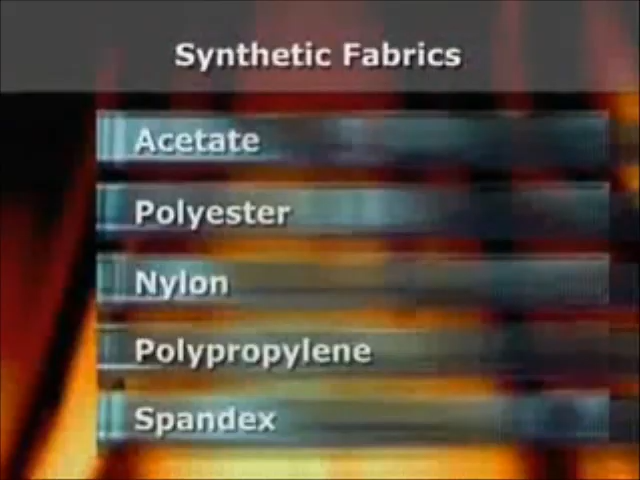 Synthetic Fabrics
Acetate
Polyester
Nylon
Polypropylene
Spandex